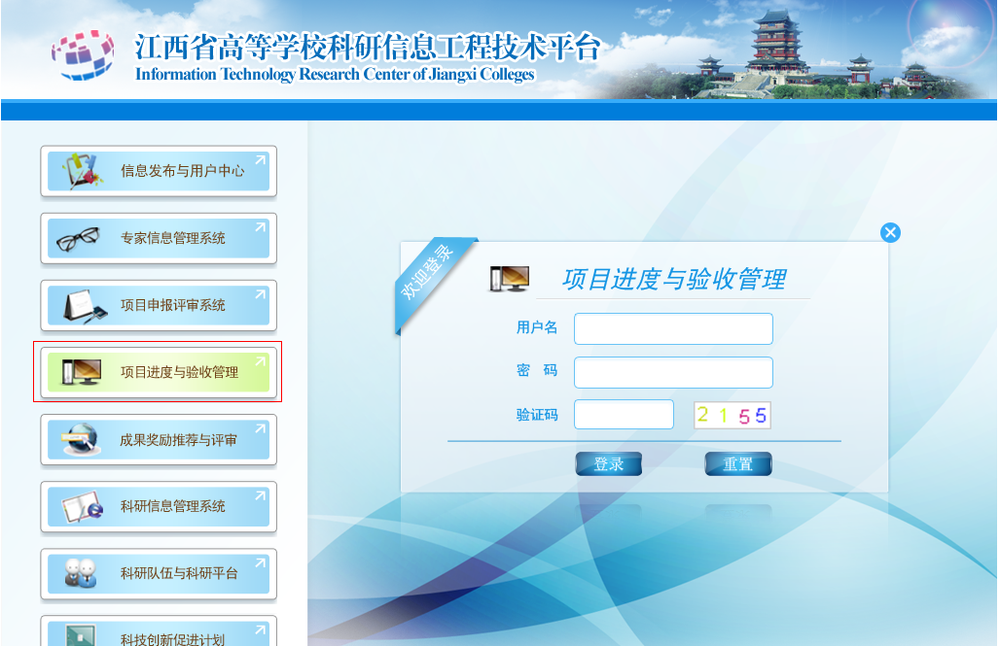 江西省高等学校科研信息工程技术平台
Information Technology Research Center of Jiangxi Colleges
信息发布与用户中心
专家信息管理系统
项目申报评审系统
项目进度与验收管理
成果奖励推荐与评审
科研信息管理系统
科研队伍与科研平台
科技创新促进计划
欢迎登录
项目进度与验收管理
用户名
密 码
验证码
2155
登录
重置